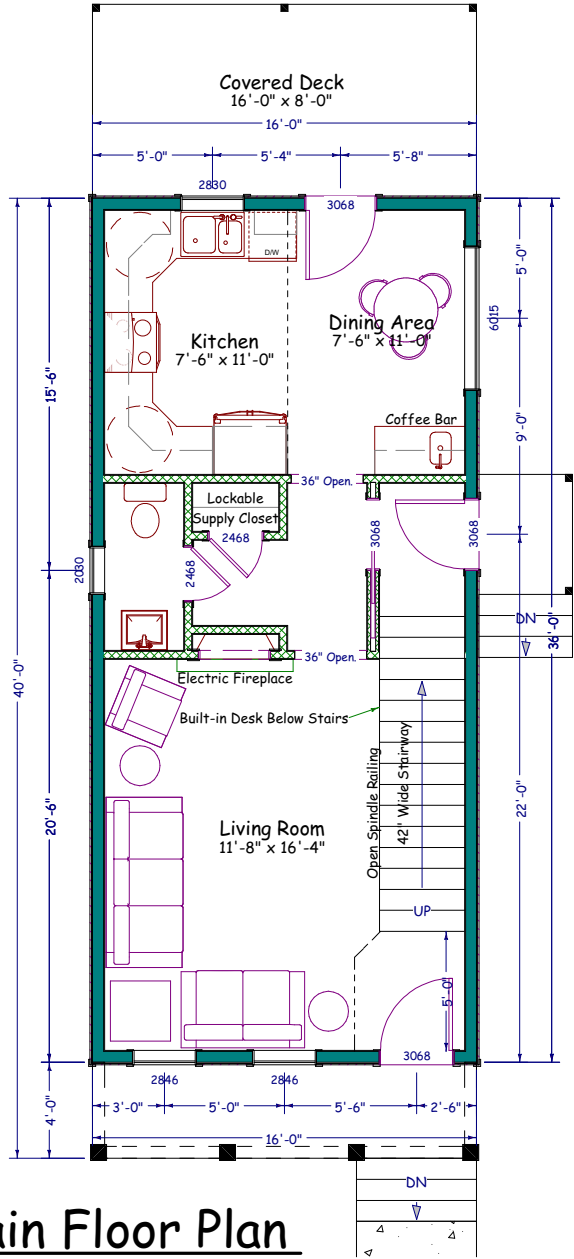 Covered Deck
16'-0" x 8'-0"
16'-0"
5'-0" 5'-4" 5'-8"
2830
3068
D/W
5'-0"
6015
Kitchen
7'-6" x 11'-0"
Dining Area
7'-6" x 11'-0"
15'-6"
9'-0"
Coffee Bar
36" Open.
Lockable
Supply Closet
2468
2468
3068
3068
2030
DN
36'-0"
40'-0"
36" Open.
Electric Fireplace
Built-in Desk Below Stairs
Open Spindle Railing
42" Wide Stairway
22'-0"
20'-6"
Living Room
11'-8" x 16'-4"
UP
5'-0"
3068
2846 2846
4'-0"
3'-0" 5'-0" 5'-6" 2'-6"
16'-0"
DN
ain Floor Plan